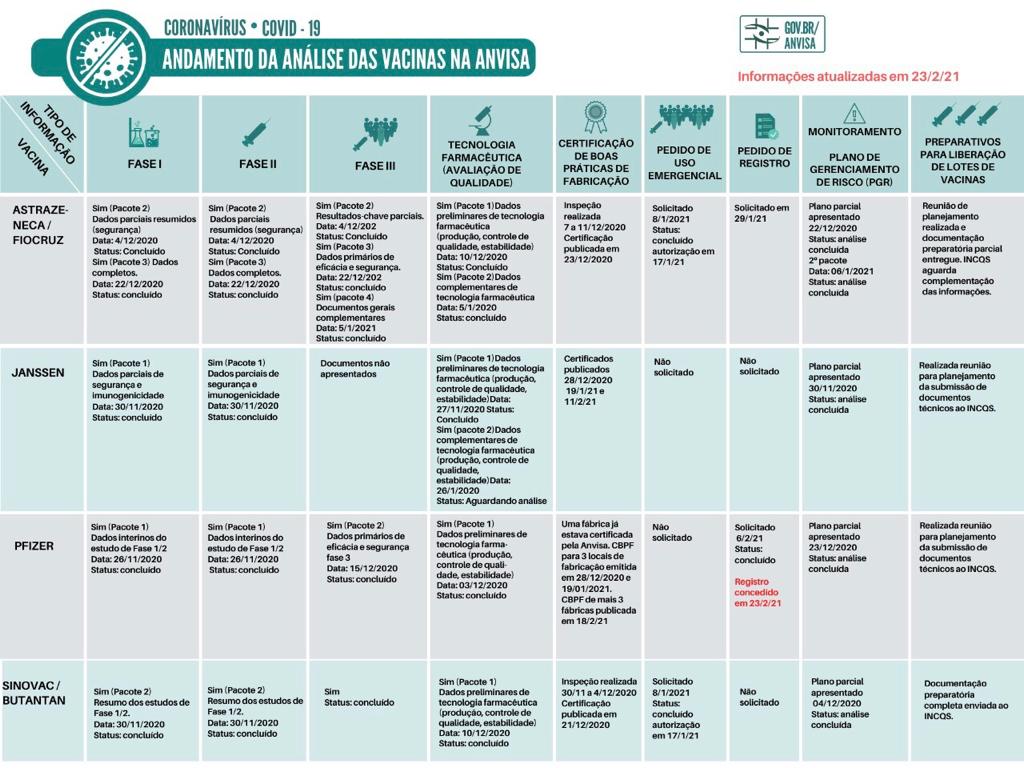 CORONAVÍRUS • COVID - 19
ANDAMENTO DA ANÁLISE DAS VACINAS NA ANVISA
GOV.BR/
ANVISA
Informações atualizadas em 23/2/21
TIPO DE
INFORMAÇÃO
VACINA
FASE I
FASE II
FASE III
TECNOLOGIA
FARMACÊUTICA
(AVALIAÇÃO DE
QUALIDADE)
CERTIFICAÇÃO
DE BOAS
PRÁTICAS DE
FABRICAÇÃO
PEDIDO DE
USO
EMERGENCIAL
PEDIDO DE
REGISTRO
MONITORAMENTO
PLANO DE
GERENCIAMENTO
DE RISCO (PGR)
PREPARATIVOS
PARA LIBERAÇÃO
DE LOTES DE
VACINAS
ASTRAZE-
NECA /
FIOCRUZ
Sim (Pacote 2)
Dados parciais resumidos
(segurança)
Data: 4/12/2020
Status: Concluído
Sim (Pacote 3) Dados
completos.
Data: 22/12/2020
Status: concluído
Sim (Pacote 2)
Dados parciais
resumidos (segurança)
Data: 4/12/2020
Status: Concluído
Sim (Pacote 3)
Dados completos.
Data: 22/12/2020
Status: concluído
Sim (Pacote 2)
Resultados-chave parciais.
Data: 4/12/202
Status: Concluído
Sim (Pacote 3)
Dados primários de
eficácia e segurança.
Data: 22/12/202
Status: concluído
Sim (pacote 4)
Documentos gerais
complementares
Data: 5/1/2021
Status: concluído
Sim (Pacote 1)Dados
preliminares de tecnologia
farmacêutica
(produção, controle de
qualidade, estabilidade)
Data: 10/12/2020
Status: Concluído
Sim (Pacote 2)Dados
complementares de
tecnologia farmacêutica
Data: 5/1/2020
Status: concluído
Inspeção
realizada
7 a 11/12/2020
Certificação
publicada em
23/12/2020
Solicitado
8/1/2021
Status:
concluído
autorização em
17/1/21
Solicitado em
29/1/21
Plano parcial
apresentado
22/12/2020
Status: análise
concluída
2º pacote
Data: 06/1/2021
Status: análise
concluída
Reunião de
planejamento
realizada e
documentação
preparatória parcial
entregue. INCQS
aguarda
complementação
das informações.
JANSSEN
Sim (Pacote 1)
Dados parciais de
segurança e
imunogenicidade
Data: 30/11/2020
Status: concluído
Sim (Pacote 1)
Dados parciais de
segurança e
imunogenicidade
Data: 30/11/2020
Status: concluído
Documentos não
apresentados
Sim (Pacote 1)Dados
preliminares de tecnologia
farmacêutica (produção,
controle de qualidade,
estabilidade)Data:
27/11/2020 Status:
Concluído
Sim (pacote 2)Dados
complementares de
tecnologia farmacêutica
(produção, controle de
qualidade,
estabilidade)Data:
26/1/2020
Status: Aguardando análise
Certificados
publicados
28/12/2020
19/1/21 e
11/2/21
Não
solicitado
Não
solicitado
Plano parcial
apresentado
30/11/2020
Status: análise
concluída
Realizada reunião
para planejamento
da submissão de
documentos
técnicos ao INCQS.
PFIZER
Sim (Pacote 1)
Dados interinos do
estudo de Fase 1/2
Data: 26/11/2020
Status: concluído
Sim (Pacote 1)
Dados interinos do
estudo de Fase 1/2
Data: 26/11/2020
Status: concluído
Sim (Pacote 2)
Dados primários de
eficácia e segurança
fase 3
Data: 15/12/2020
Status: concluído
Sim (Pacote 1)
Dados preliminares de
tecnologia farma-
cêutica (produção,
controle de quali-
dade, estabilidade)
Data: 03/12/2020
Status: concluído
Uma fábrica já
estava certificada
pela Anvisa. CBPF
para 3 locais de
fabricação emitida
em 28/12/2020 e
19/01/2021.
CBPF de mais 3
fábricas publicada
em 18/2/21
Não
solicitado
Solicitado
6/2/21
Status:
concluído
Registro
concedido
em 23/2/21
Plano parcial
apresentado
23/12/2020
Status: análise
concluída
Realizada reunião
para planejamento
da submissão de
documentos
técnicos ao INCQS.
SINOVAC /
BUTANTAN
Sim (Pacote 2)
Resumo dos estudos de
Fase 1/2.
Data: 30/11/2020
Status: concluído
Sim (Pacote 2)
Resumo dos estudos de
Fase 1/2.
Data: 30/11/2020
Status: concluído
Sim
Status: concluído
Sim (Pacote 1)
Dados preliminares de
tecnologia farmacêutica
(produção, controle de
qualidade, estabilidade)
Data: 10/12/2020
Status: concluído
Inspeção realizada
30/11 a 4/12/2020
Certificação
publicada em
21/12/2020
Solicitado
8/1/2021
Status:
concluído
autorização
em 17/1/21
Não
solicitado
Plano parcial
apresentado
04/12/2020
Status: análise
concluída
Documentação
preparatória
completa enviada ao
INCQS.